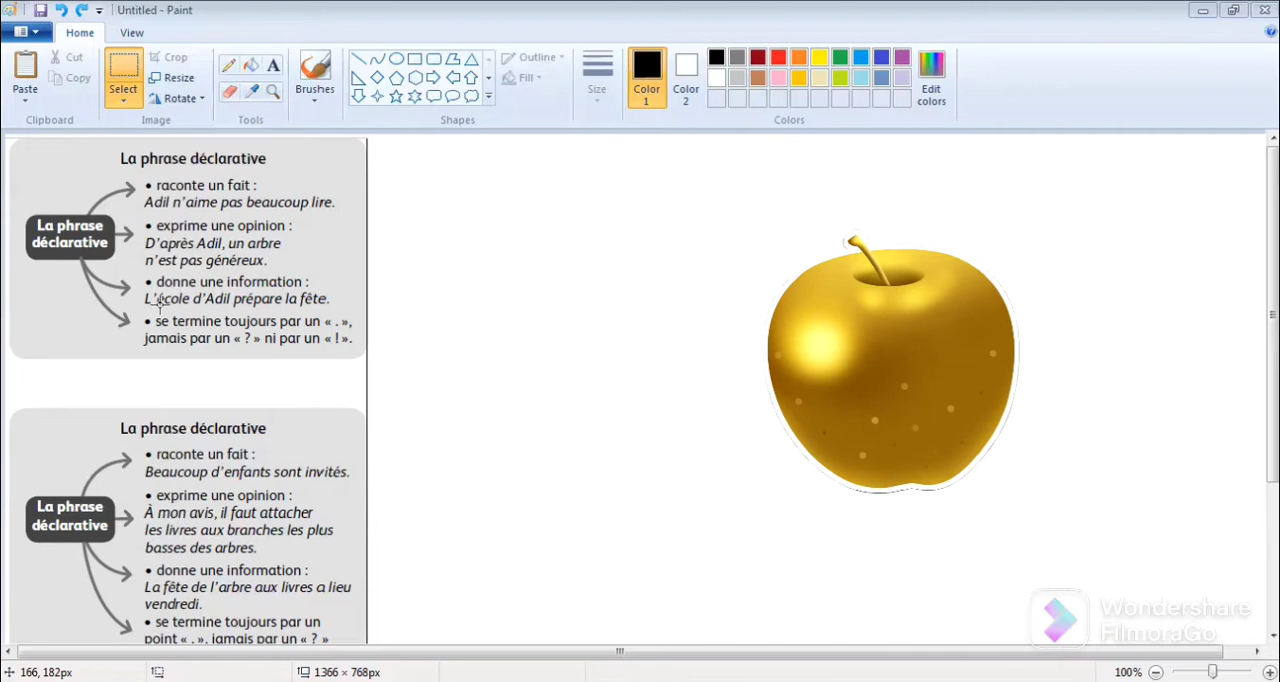 Untitled - Paint
Home
View
Paste
Cut
Copy
Clipboard
Select
Crop
Resize
Rotate
Image
A
Tools
Brushes
Shapes
Outline
Fill
Size
Color 1
Color 2
Edit colors
Colors
La phrase déclarative
La phrase
déclarative
• raconte un fait :
Adil n'aime pas beaucoup lire.
• exprime une opinion :
D'après Adil, un arbre
n'est pas généreux.
• donne une information :
L'école d'Adil prépare la fête.
• se termine toujours par un « . »,
jamais par un « ? » ni par un « ! ».
La phrase déclarative
La phrase
déclarative
• raconte un fait :
Beaucoup d'enfants sont invités.
• exprime une opinion :
À mon avis, il faut attacher
les livres aux branches les plus
basses des arbres.
• donne une information :
La fête de l'arbre aux livres a lieu
vendredi.
• se termine toujours par un
point « . », jamais par un « ? »
Wondershare
FilmoraGo
166, 182px
1366 × 768px
100%